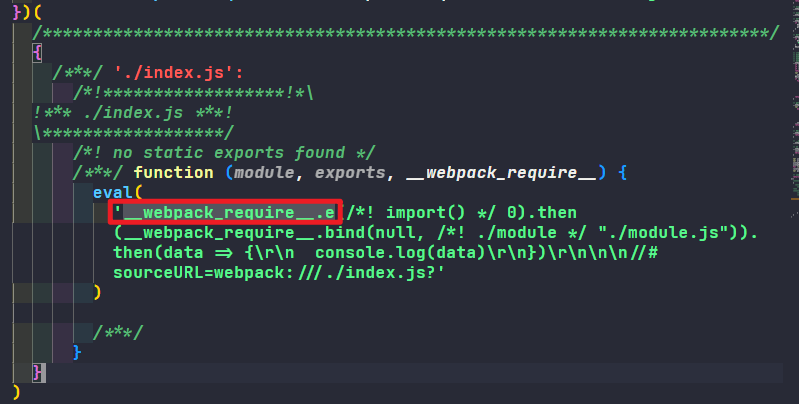 })(
/************************************************************************/
{
/***/ './index.js':
/*!******************!*\
!*** ./index.js ***!
\******************/
/*! no static exports found */
/***/ function (module, exports, __webpack_require__) {
eval(
'__webpack_require__.e(/*! import() */ 0).then
(__webpack_require__.bind(null, /*! ./module */ "./module.js")).
then(data => {\r\n  console.log(data)\r\n})\r\n\n\n//#
sourceURL=webpack:///./index.js?'
)
/***/
}
}
)